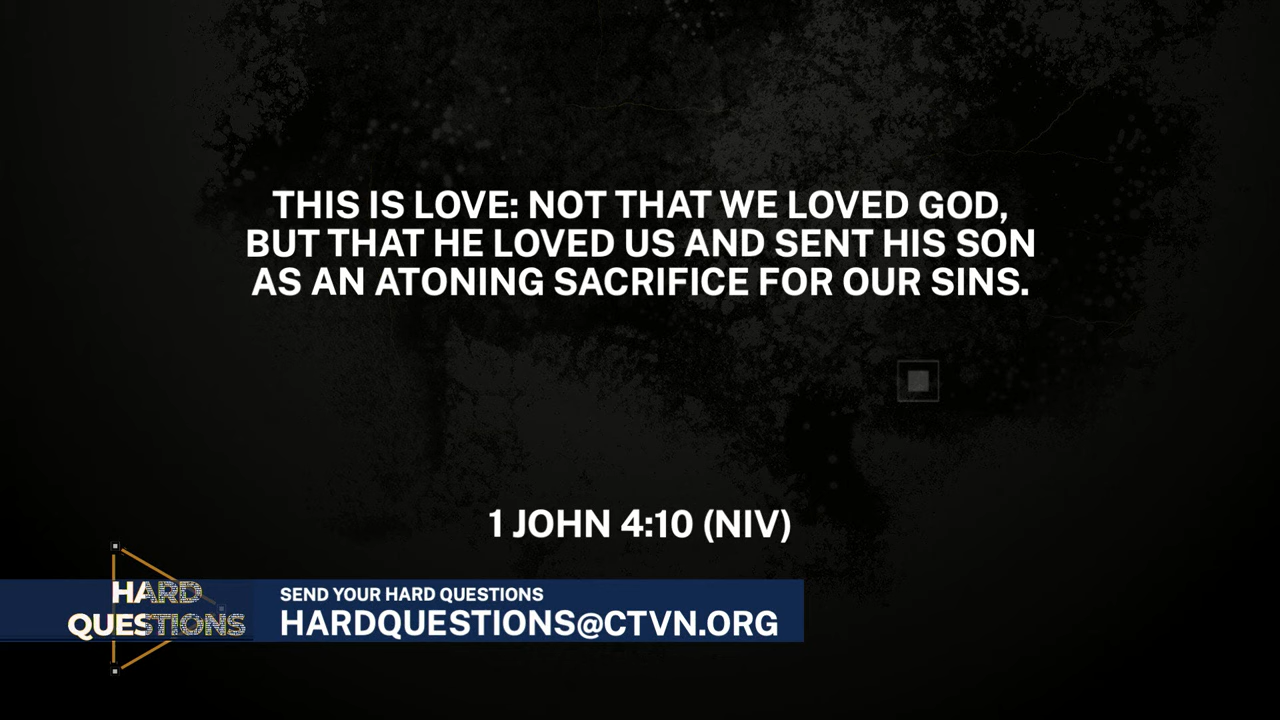 THIS IS LOVE: NOT THAT WE LOVED GOD,
BUT THAT HE LOVED US AND SENT HIS SON
AS AN ATONING SACRIFICE FOR OUR SINS.
1 JOHN 4:10 (NIV)
HARD
QUESTIONS
SEND YOUR HARD QUESTIONS
HARDQUESTIONS@CTVN.ORG